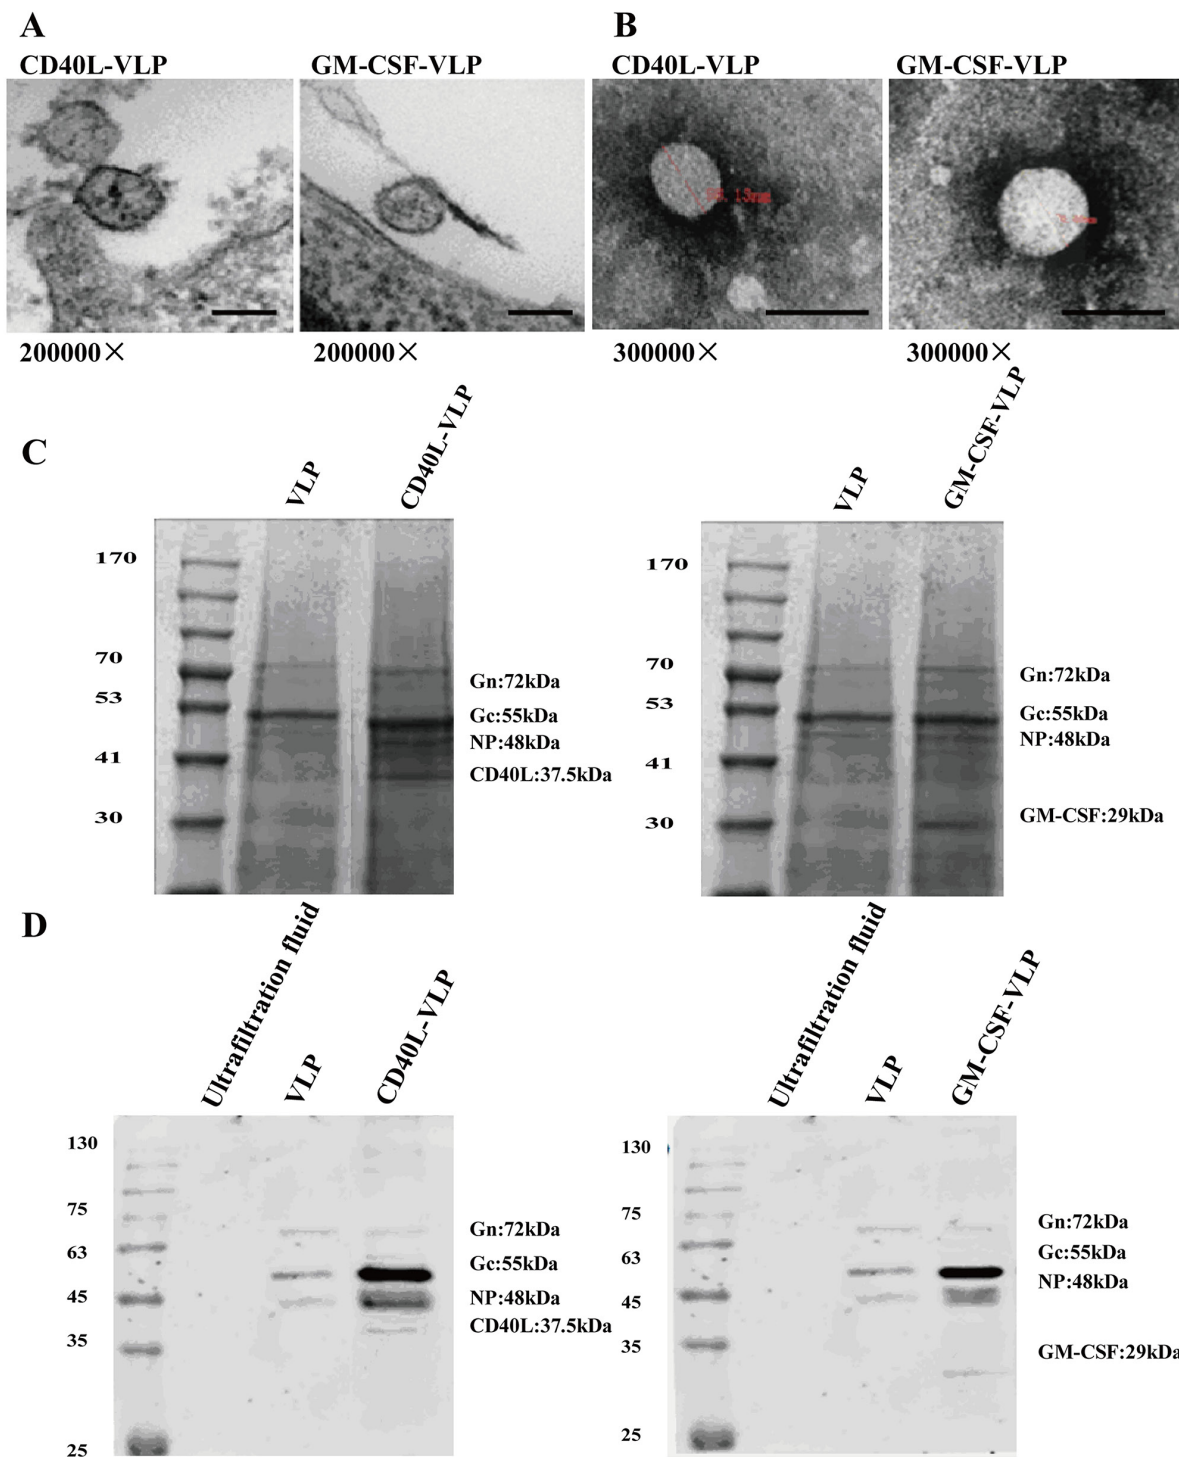 A
B
CD40L-VLP
GM-CSF-VLP
CD40L-VLP
GM-CSF-VLP
200000×
200000×
300000×
300000×
C
VLP
CD40L-VLP
VLP
GM-CSF-VLP
170
70
53
41
30
Gn:72kDa
Gc:55kDa
NP:48kDa
CD40L:37.5kDa
170
70
53
41
30
Gn:72kDa
Gc:55kDa
NP:48kDa
GM-CSF:29kDa
D
Ultrafiltration fluid
VLP
CD40L-VLP
Ultrafiltration fluid
VLP
GM-CSF-VLP
130
75
63
45
35
25
Gn:72kDa
Gc:55kDa
NP:48kDa
CD40L:37.5kDa
130
75
63
45
35
25
Gn:72kDa
Gc:55kDa
NP:48kDa
GM-CSF:29kDa